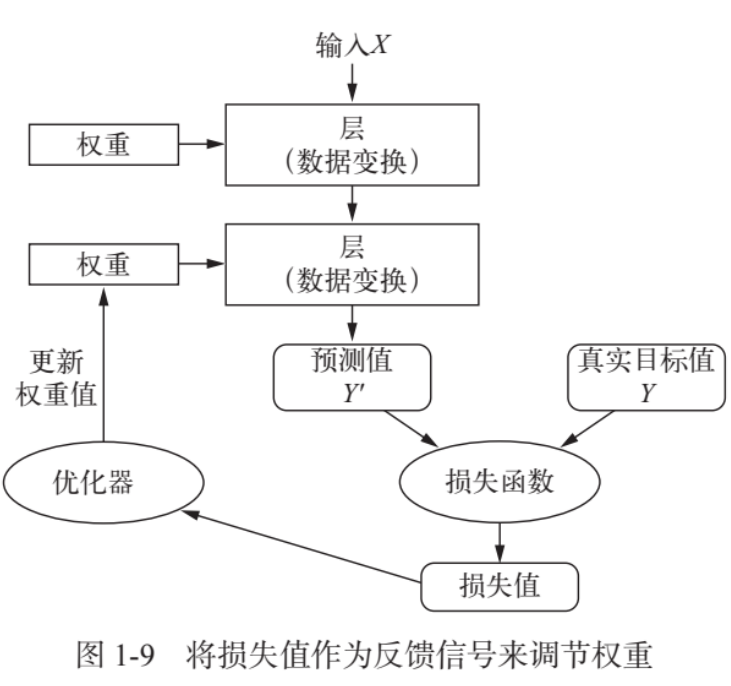 输入X
权重
层
（数据变换）
权重
层
（数据变换）
更新
权重值
预测值
Y′
真实目标值
Y
优化器
损失函数
损失值
图 1-9 将损失值作为反馈信号来调节权重